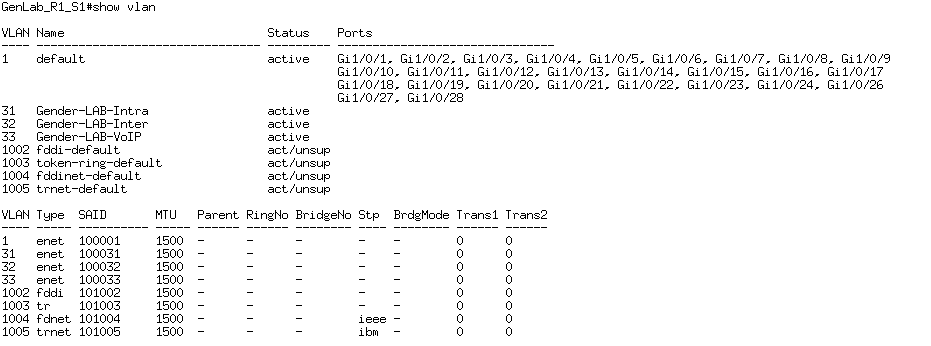 GenLab_R1_S1#show vlan
VLAN Name                             Status    Ports
---- -------------------------------- --------- -------------------------------
1    default                          active    Gi1/0/1, Gi1/0/2, Gi1/0/3, Gi1/0/4, Gi1/0/5, Gi1/0/6, Gi1/0/7, Gi1/0/8, Gi1/0/9
                                                Gi1/0/10, Gi1/0/11, Gi1/0/12, Gi1/0/13, Gi1/0/14, Gi1/0/15, Gi1/0/16, Gi1/0/17
                                                Gi1/0/18, Gi1/0/19, Gi1/0/20, Gi1/0/21, Gi1/0/22, Gi1/0/23, Gi1/0/24, Gi1/0/26
                                                Gi1/0/27, Gi1/0/28
31   Gender-LAB-Intra                 active
32   Gender-LAB-Inter                 active
33   Gender-LAB-VoIP                  active
1002 fddi-default                     act/unsup
1003 token-ring-default               act/unsup
1004 fddinet-default                  act/unsup
1005 trnet-default                    act/unsup
VLAN Type  SAID       MTU   Parent RingNo BridgeNo Stp  BrdgMode Trans1 Trans2
---- ----- ---------- ----- ------ ------ -------- ---- -------- ------ ------
1    enet  100001     1500  -      -      -        -    -        0      0
31   enet  100031     1500  -      -      -        -    -        0      0
32   enet  100032     1500  -      -      -        -    -        0      0
33   enet  100033     1500  -      -      -        -    -        0      0
1002 fddi  101002     1500  -      -      -        -    -        0      0
1003 tr    101003     1500  -      -      -        -    -        0      0
1004 fdnet 101004     1500  -      -      -        ieee -        0      0
1005 trnet 101005     1500  -      -      -        ibm  -        0      0